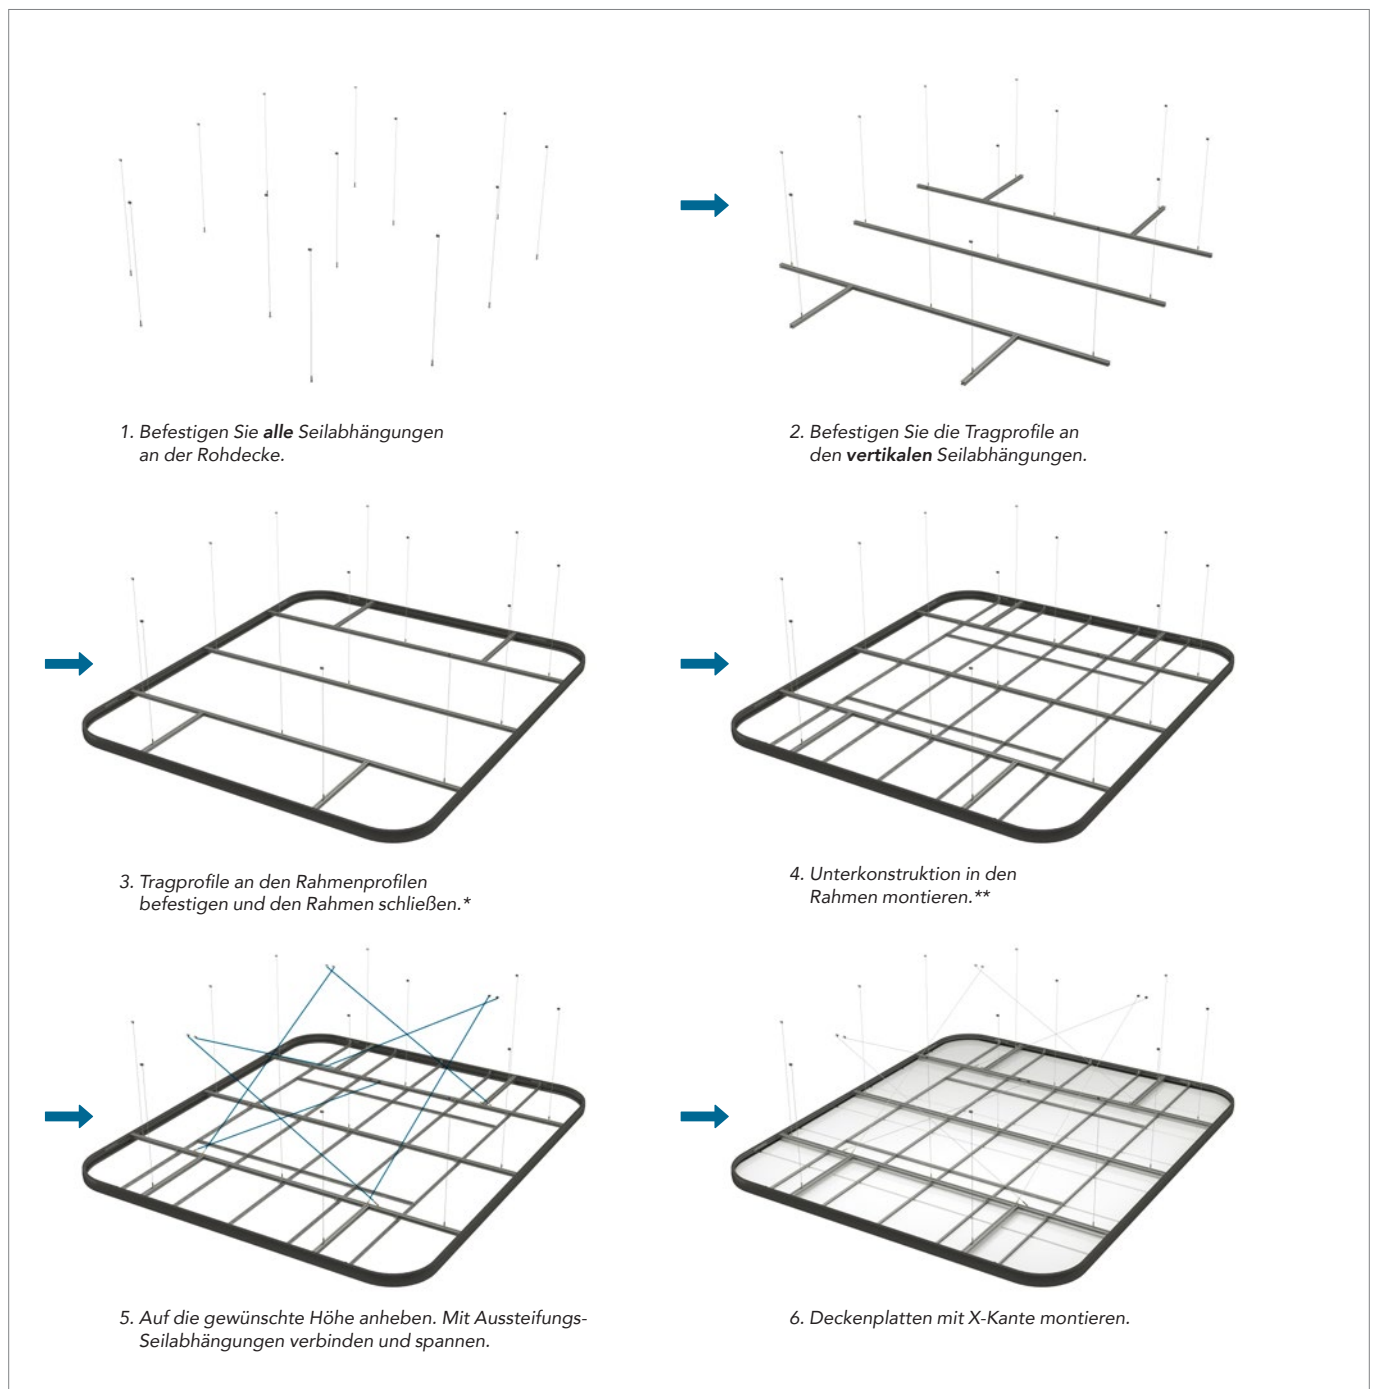 1. Befestigen Sie alle Seilabhängungen
an der Rohdecke.
2. Befestigen Sie die Tragprofile an
den vertikalen Seilabhängungen.
3. Tragprofile an den Rahmenprofilen
befestigen und den Rahmen schließen.*
4. Unterkonstruktion in den
Rahmen montieren.**
5. Auf die gewünschte Höhe anheben. Mit Aussteifungs-
Seilabhängungen verbinden und spannen.
6. Deckenplatten mit X-Kante montieren.